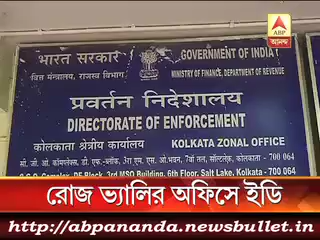 ABP
আনন্দ
भारत सरकार
वित्त मंत्रालय, राजस्व विभाग
GOVERNMENT OF INDIA
MINISTRY OF FINANCE, DEPARTMENT OF REVENUE
प्रवर्तन निदेशालय
DIRECTORATE OF ENFORCEMENT
कोलकाता क्षेत्रीय कार्यालय
KOLKATA ZONAL OFFICE
700 064
C.G.O. Complex, DF Block, 3rd MSO Building, 6th Floor, Salt Lake, Kolkata - 700 064
রোজ ভ্যালির অফিসে ইডি
http://abpananda.newsbullet.in